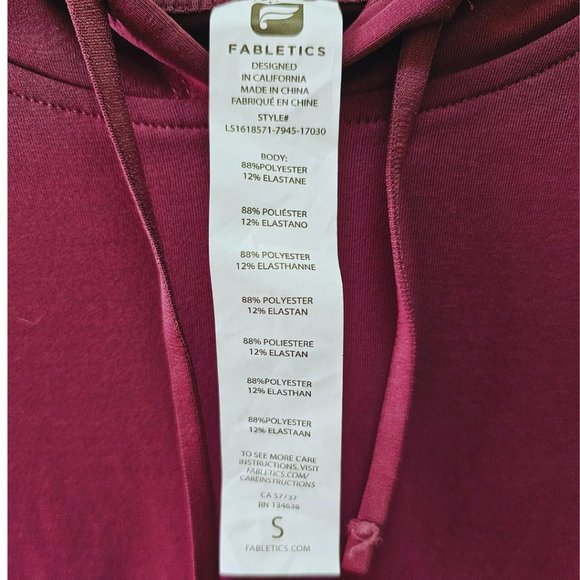 FABLETICS
DESIGNED
IN CALIFORNIA
MADE IN CHINA
FABRIQUÉ EN CHINE
STYLE#
LS1618571-7945-17030
BODY:
88%POLYESTER
12% ELASTANE
88% POLIÉSTER
12% ELASTANO
88% POLYESTER
12% ELASTHANNE
88% POLYESTER
12% ELASTAN
88% POLIESTERE
12% ELASTAN
88%POLYESTER
12% ELASTHAN
88%POLYESTER
12% ELASTAAN
TO SEE MORE CARE
INSTRUCTIONS, VISIT
FABLETICS.COM/
CAREINSTRUCTIONS
CA 57737
RN 134638
S
FABLETICS.COM